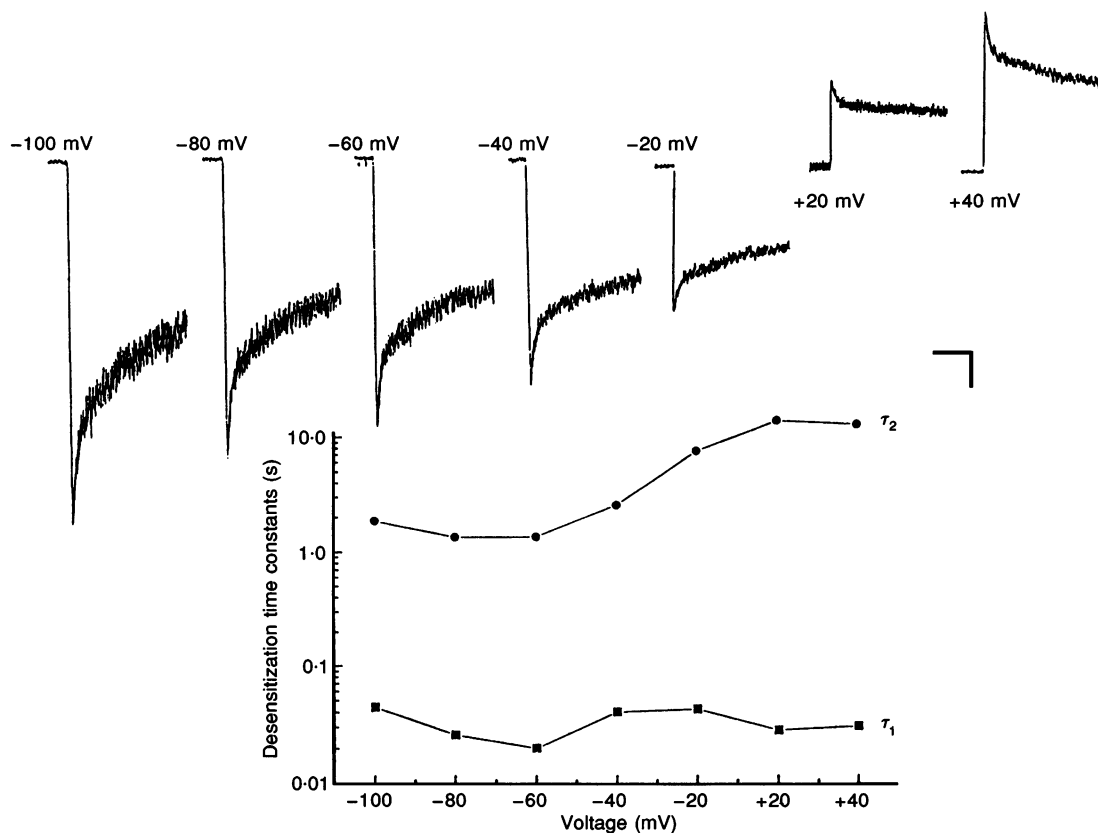 -100 mV
-80 mV
-60 mV
-40 mV
-20 mV
+20 mV
+40 mV
Desensitization time constants (s)
10·0
1·0
0·1
0·01
τ2
τ1
-100
-80
-60
-40
-20
+20
+40
Voltage (mV)